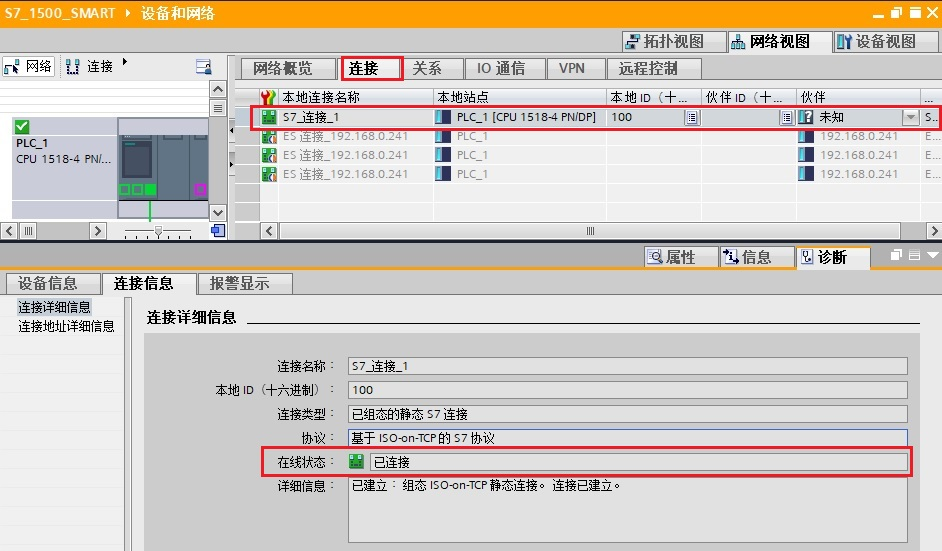 S7_1500_SMART ▸ 设备和网络
拓扑视图 网络视图 设备视图
网络 连接 网络概览 连接 关系 IO 通信 VPN 远程控制
本地连接名称 本地站点 本地 ID（十... 伙伴 ID（十... 伙伴 ...
S7_连接_1 PLC_1 [CPU 1518-4 PN/DP] 100 未知 S...
ES 连接_192.168.0.241 PLC_1 192.168.0.241 E...
ES 连接_192.168.0.241 PLC_1 192.168.0.241 E...
ES 连接_192.168.0.241 PLC_1 192.168.0.241 E...
PLC_1
CPU 1518-4 PN/...
属性 信息 诊断
设备信息 连接信息 报警显示
连接详细信息
连接地址详细信息
连接详细信息
连接名称： S7_连接_1
本地 ID（十六进制）： 100
连接类型： 已组态的静态 S7 连接
协议： 基于 ISO-on-TCP 的 S7 协议
在线状态： 已连接
详细信息： 已建立： 组态 ISO-on-TCP 静态连接。 连接已建立。